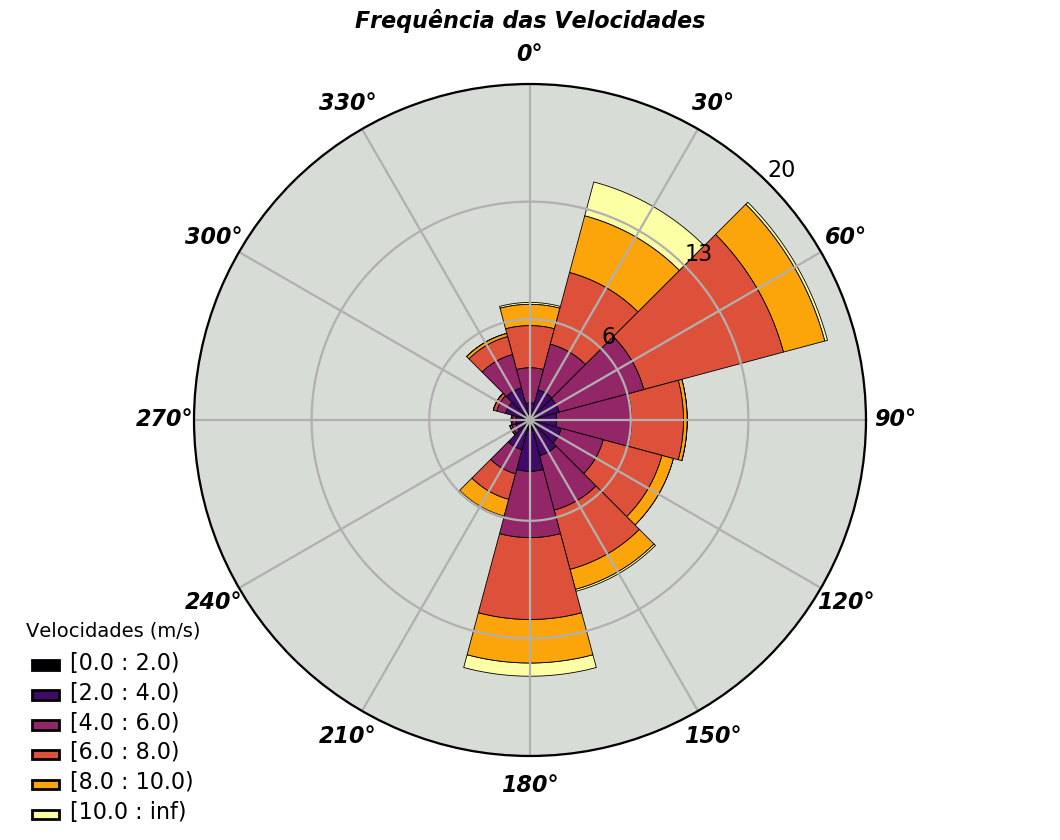 Frequência das Velocidades
0°
330°
30°
20
300°
60°
13
6
270°
90°
240°
120°
210°
150°
180°
Velocidades (m/s)
[0.0 : 2.0)
[2.0 : 4.0)
[4.0 : 6.0)
[6.0 : 8.0)
[8.0 : 10.0)
[10.0 : inf)